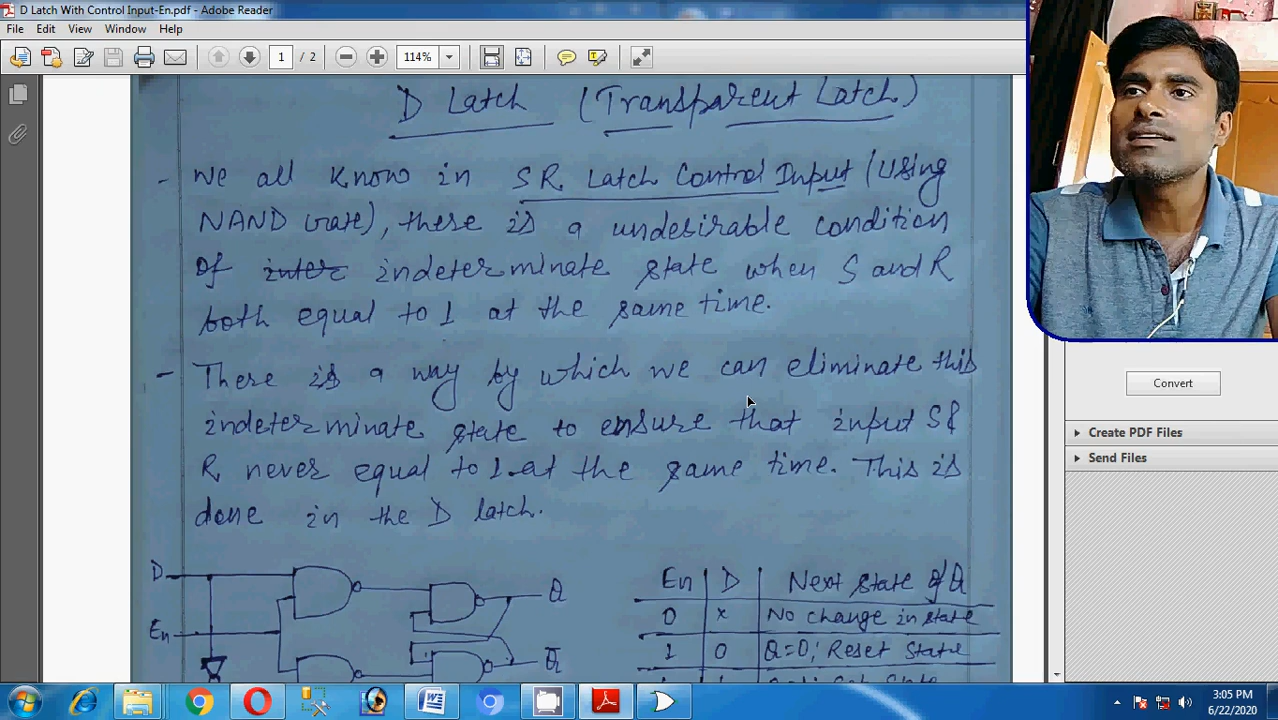 D Latch With Control Input-En.pdf - Adobe Reader
File Edit View Window Help
1 / 2 114%
D Latch (Transparent Latch)
- We all know in SR Latch Control Input (Using
NAND Gate), there is a undesirable condition
Of inter indeterminate state when S and R
both equal to 1 at the same time.
- There is a way by which we can eliminate this
indeterminate state to ensure that input S &
R never equal to 1 at the same time. This is
done in the D latch.
D
Q
En
Q̅
En D Next state of Q
0 x No change in state
1 0 Q=0; Reset State
Convert
Create PDF Files
Send Files
3:05 PM
6/22/2020